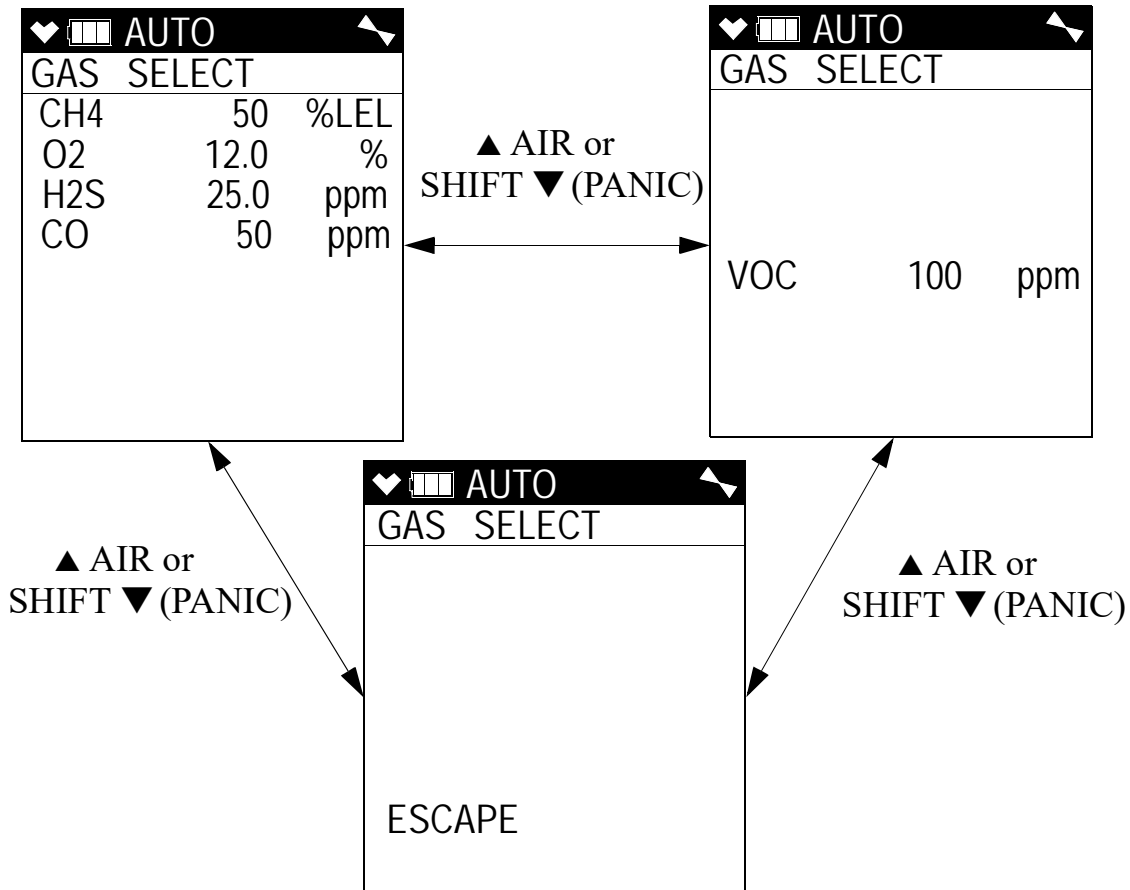 AUTO
GAS SELECT
CH4 50 %LEL
O2 12.0 %
H2S 25.0 ppm
CO 50 ppm
▲ AIR or
SHIFT ▼ (PANIC)
AUTO
GAS SELECT
VOC 100 ppm
▲ AIR or
SHIFT ▼ (PANIC)
AUTO
GAS SELECT
ESCAPE
▲ AIR or
SHIFT ▼ (PANIC)